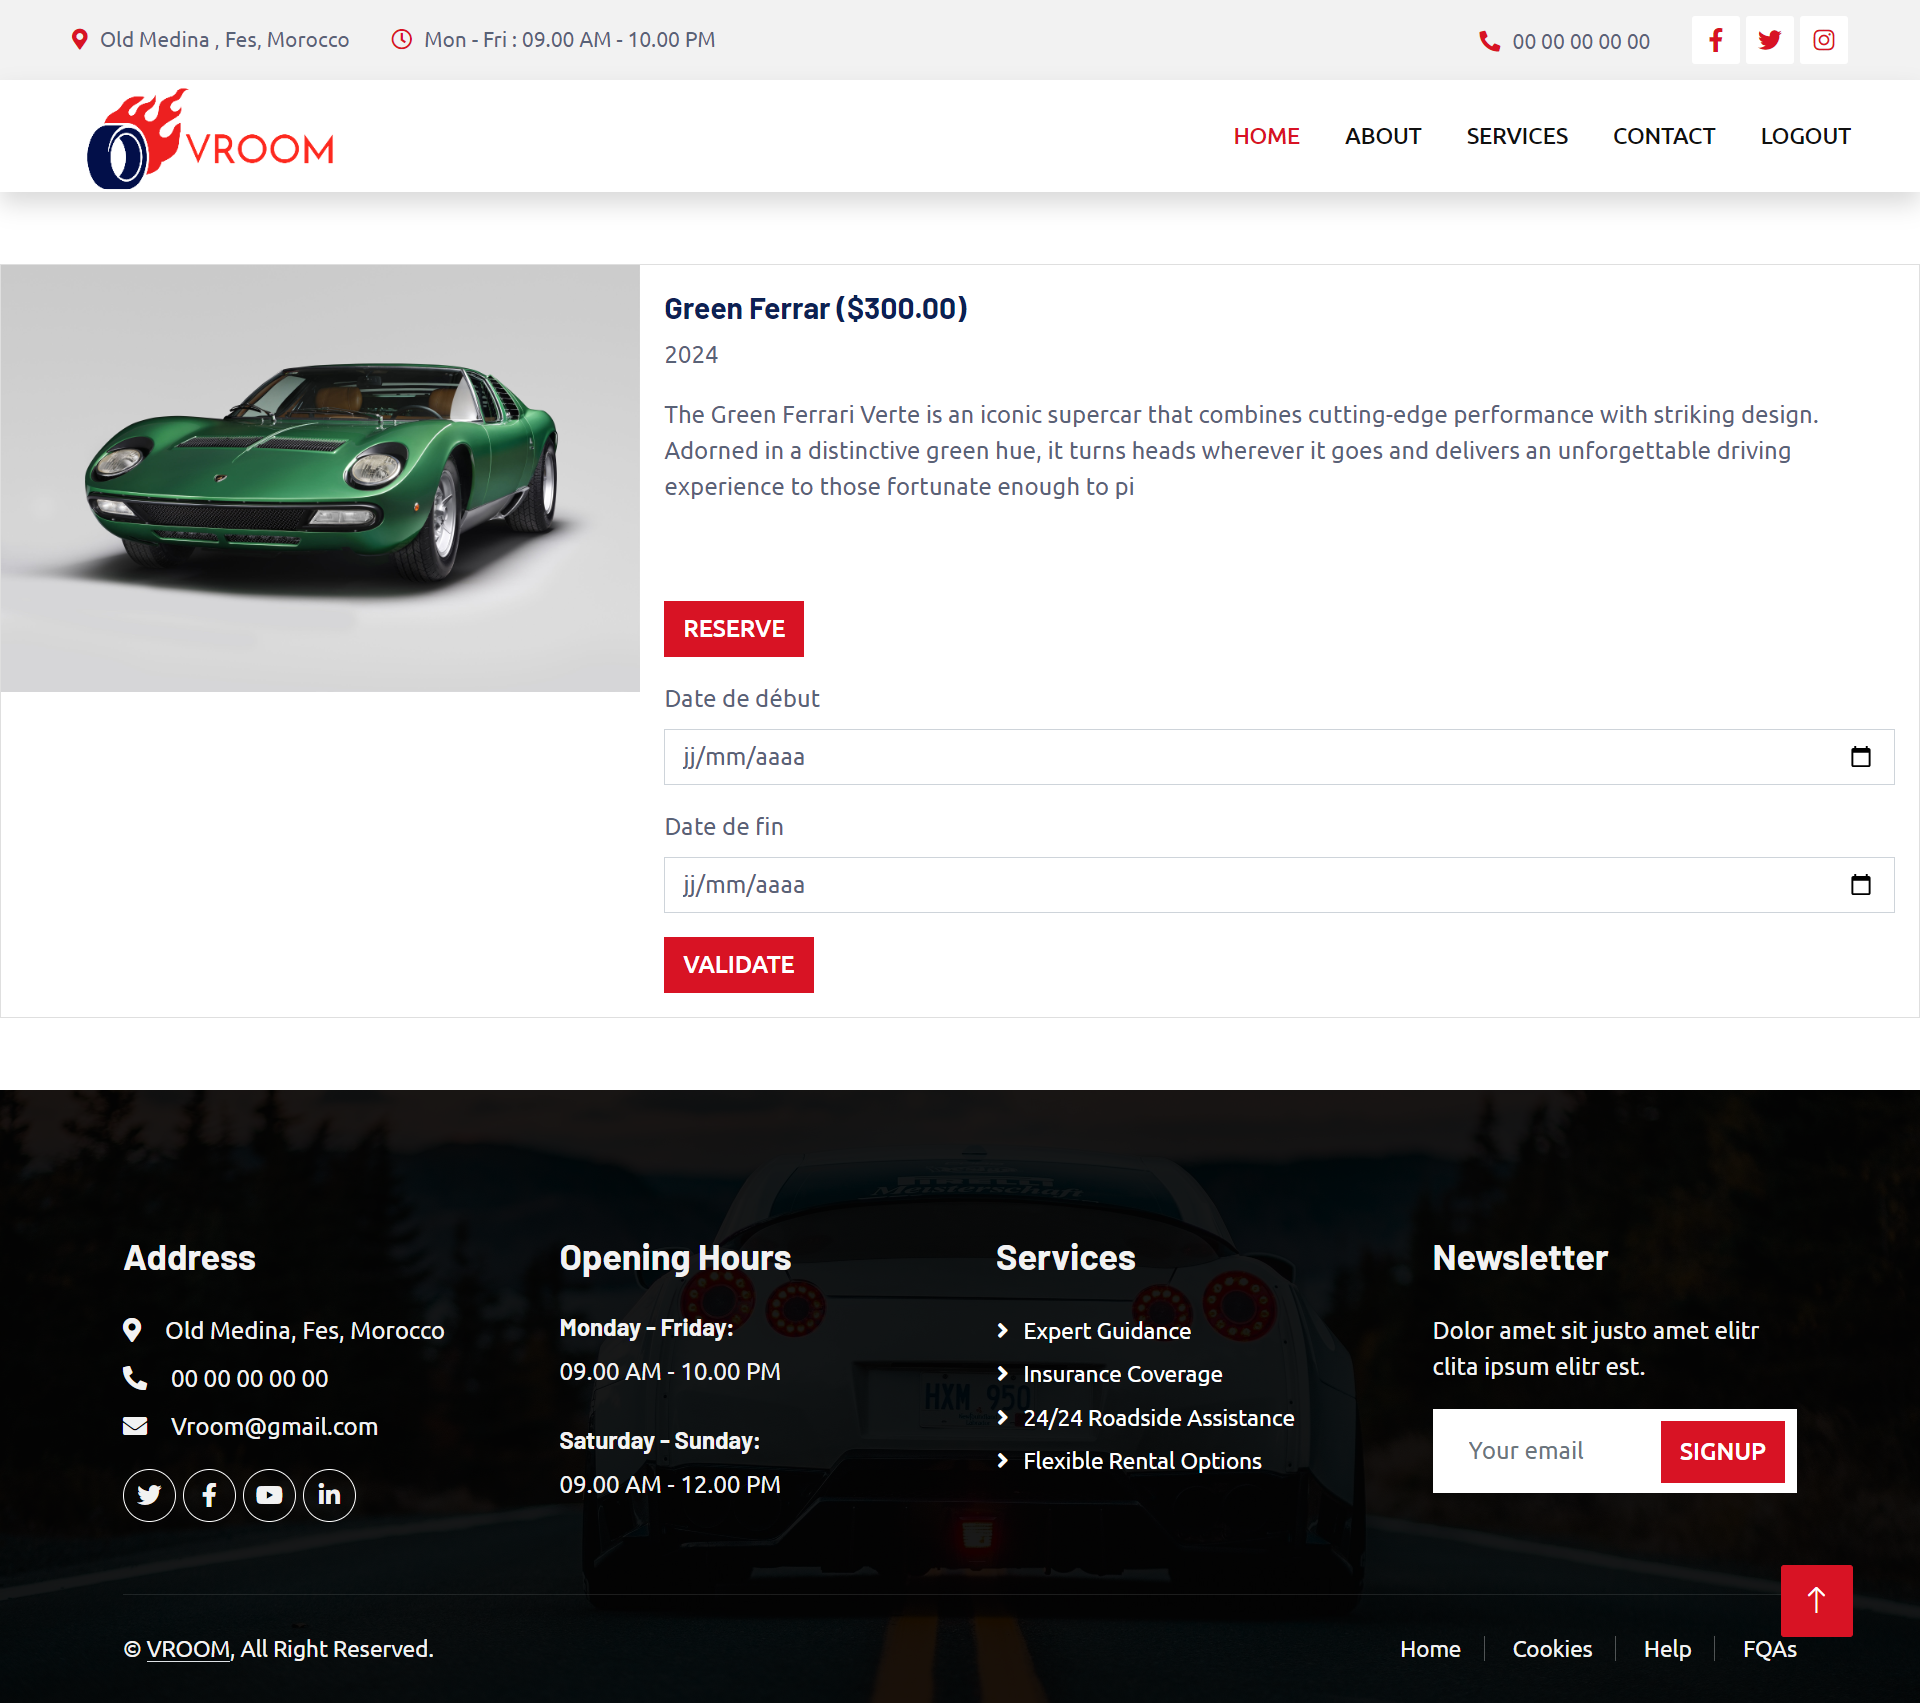 Old Medina , Fes, Morocco
Mon - Fri : 09.00 AM - 10.00 PM
00 00 00 00 00
VROOM
HOME
ABOUT
SERVICES
CONTACT
LOGOUT
Green Ferrar ($300.00)
2024
The Green Ferrari Verte is an iconic supercar that combines cutting-edge performance with striking design.
Adorned in a distinctive green hue, it turns heads wherever it goes and delivers an unforgettable driving
experience to those fortunate enough to pi
RESERVE
Date de début
jj/mm/aaaa
Date de fin
jj/mm/aaaa
VALIDATE
Meisterschaft
HXM 950
Address
Old Medina, Fes, Morocco
00 00 00 00 00
Vroom@gmail.com
Opening Hours
Monday - Friday:
09.00 AM - 10.00 PM
Saturday - Sunday:
09.00 AM - 12.00 PM
Services
Expert Guidance
Insurance Coverage
24/24 Roadside Assistance
Flexible Rental Options
Newsletter
Dolor amet sit justo amet elitr
clita ipsum elitr est.
Your email
SIGNUP
© VROOM, All Right Reserved.
Home
Cookies
Help
FQAs